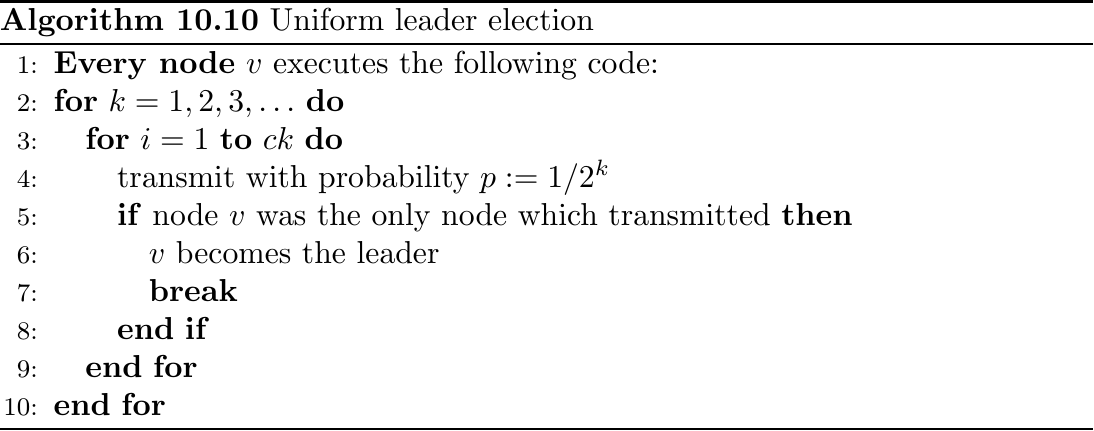 Algorithm 10.10 Uniform leader election
1: Every node v executes the following code:
2: for k = 1, 2, 3, . . . do
3: for i = 1 to ck do
4: transmit with probability p := 1/2^k
5: if node v was the only node which transmitted then
6: v becomes the leader
7: break
8: end if
9: end for
10: end for